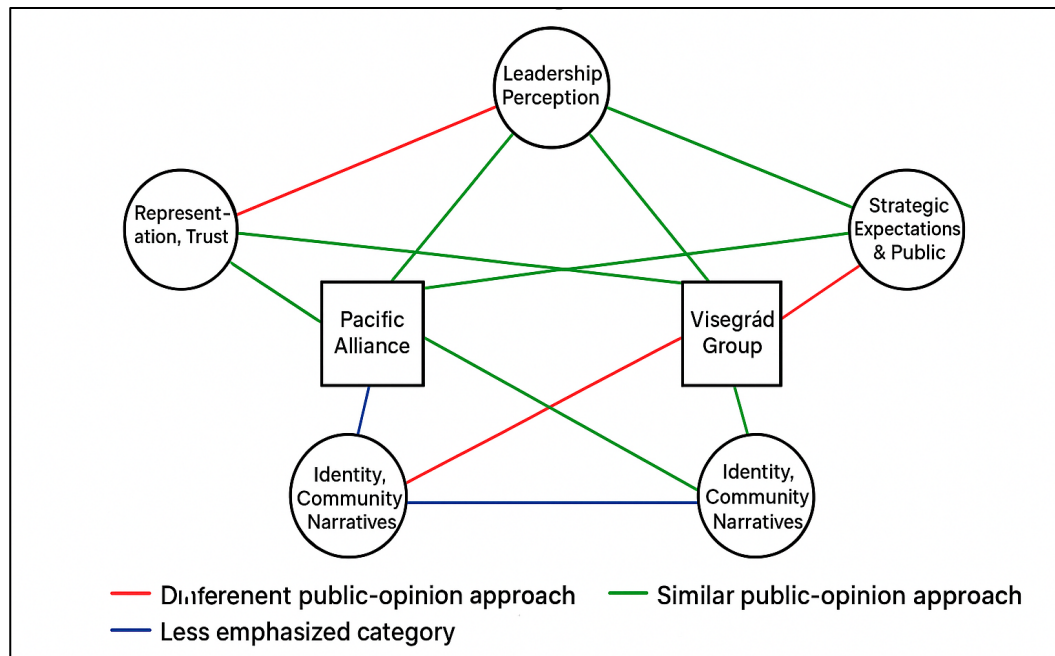 Leadership
Perception
Represent-
ation, Trust
Strategic
Expectations
& Public
Pacific
Alliance
Visegrád
Group
Identity,
Community
Narratives
Identity,
Community
Narratives
public-opinion approach
Similar public-opinion approach
Less emphasized category